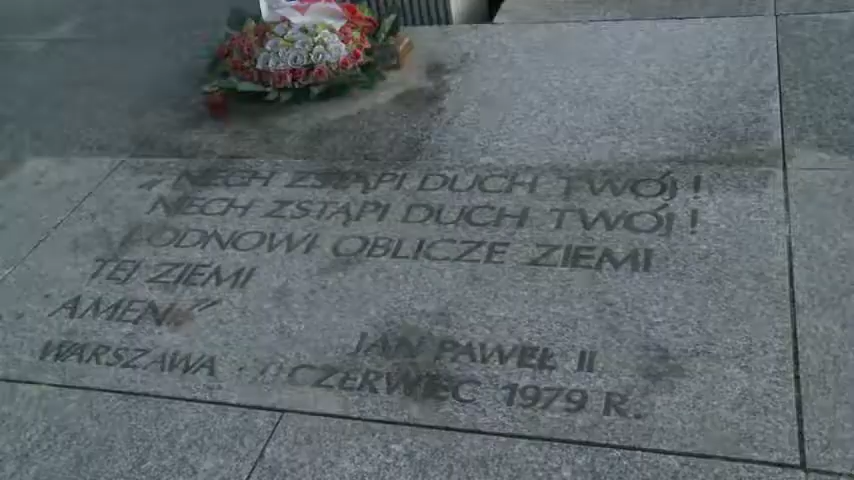 „NIECH ZSTĄPI DUCH TWÓJ!
NIECH ZSTĄPI DUCH TWÓJ!
I ODNOWI OBLICZE ZIEMI
TEJ ZIEMI
AMEN"
JAN PAWEŁ II
WARSZAWA CZERWIEC 1979 R.